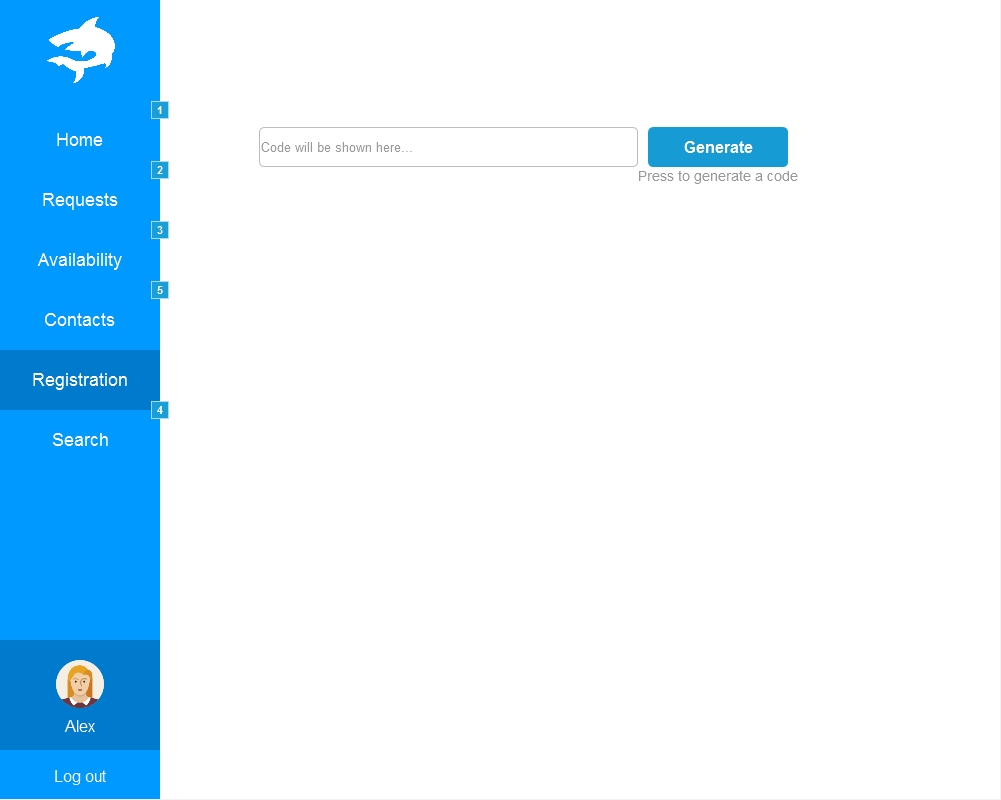 1
Home
2
Requests
3
Availability
5
Contacts
Registration
4
Search
Alex
Log out
Code will be shown here...
Generate
Press to generate a code